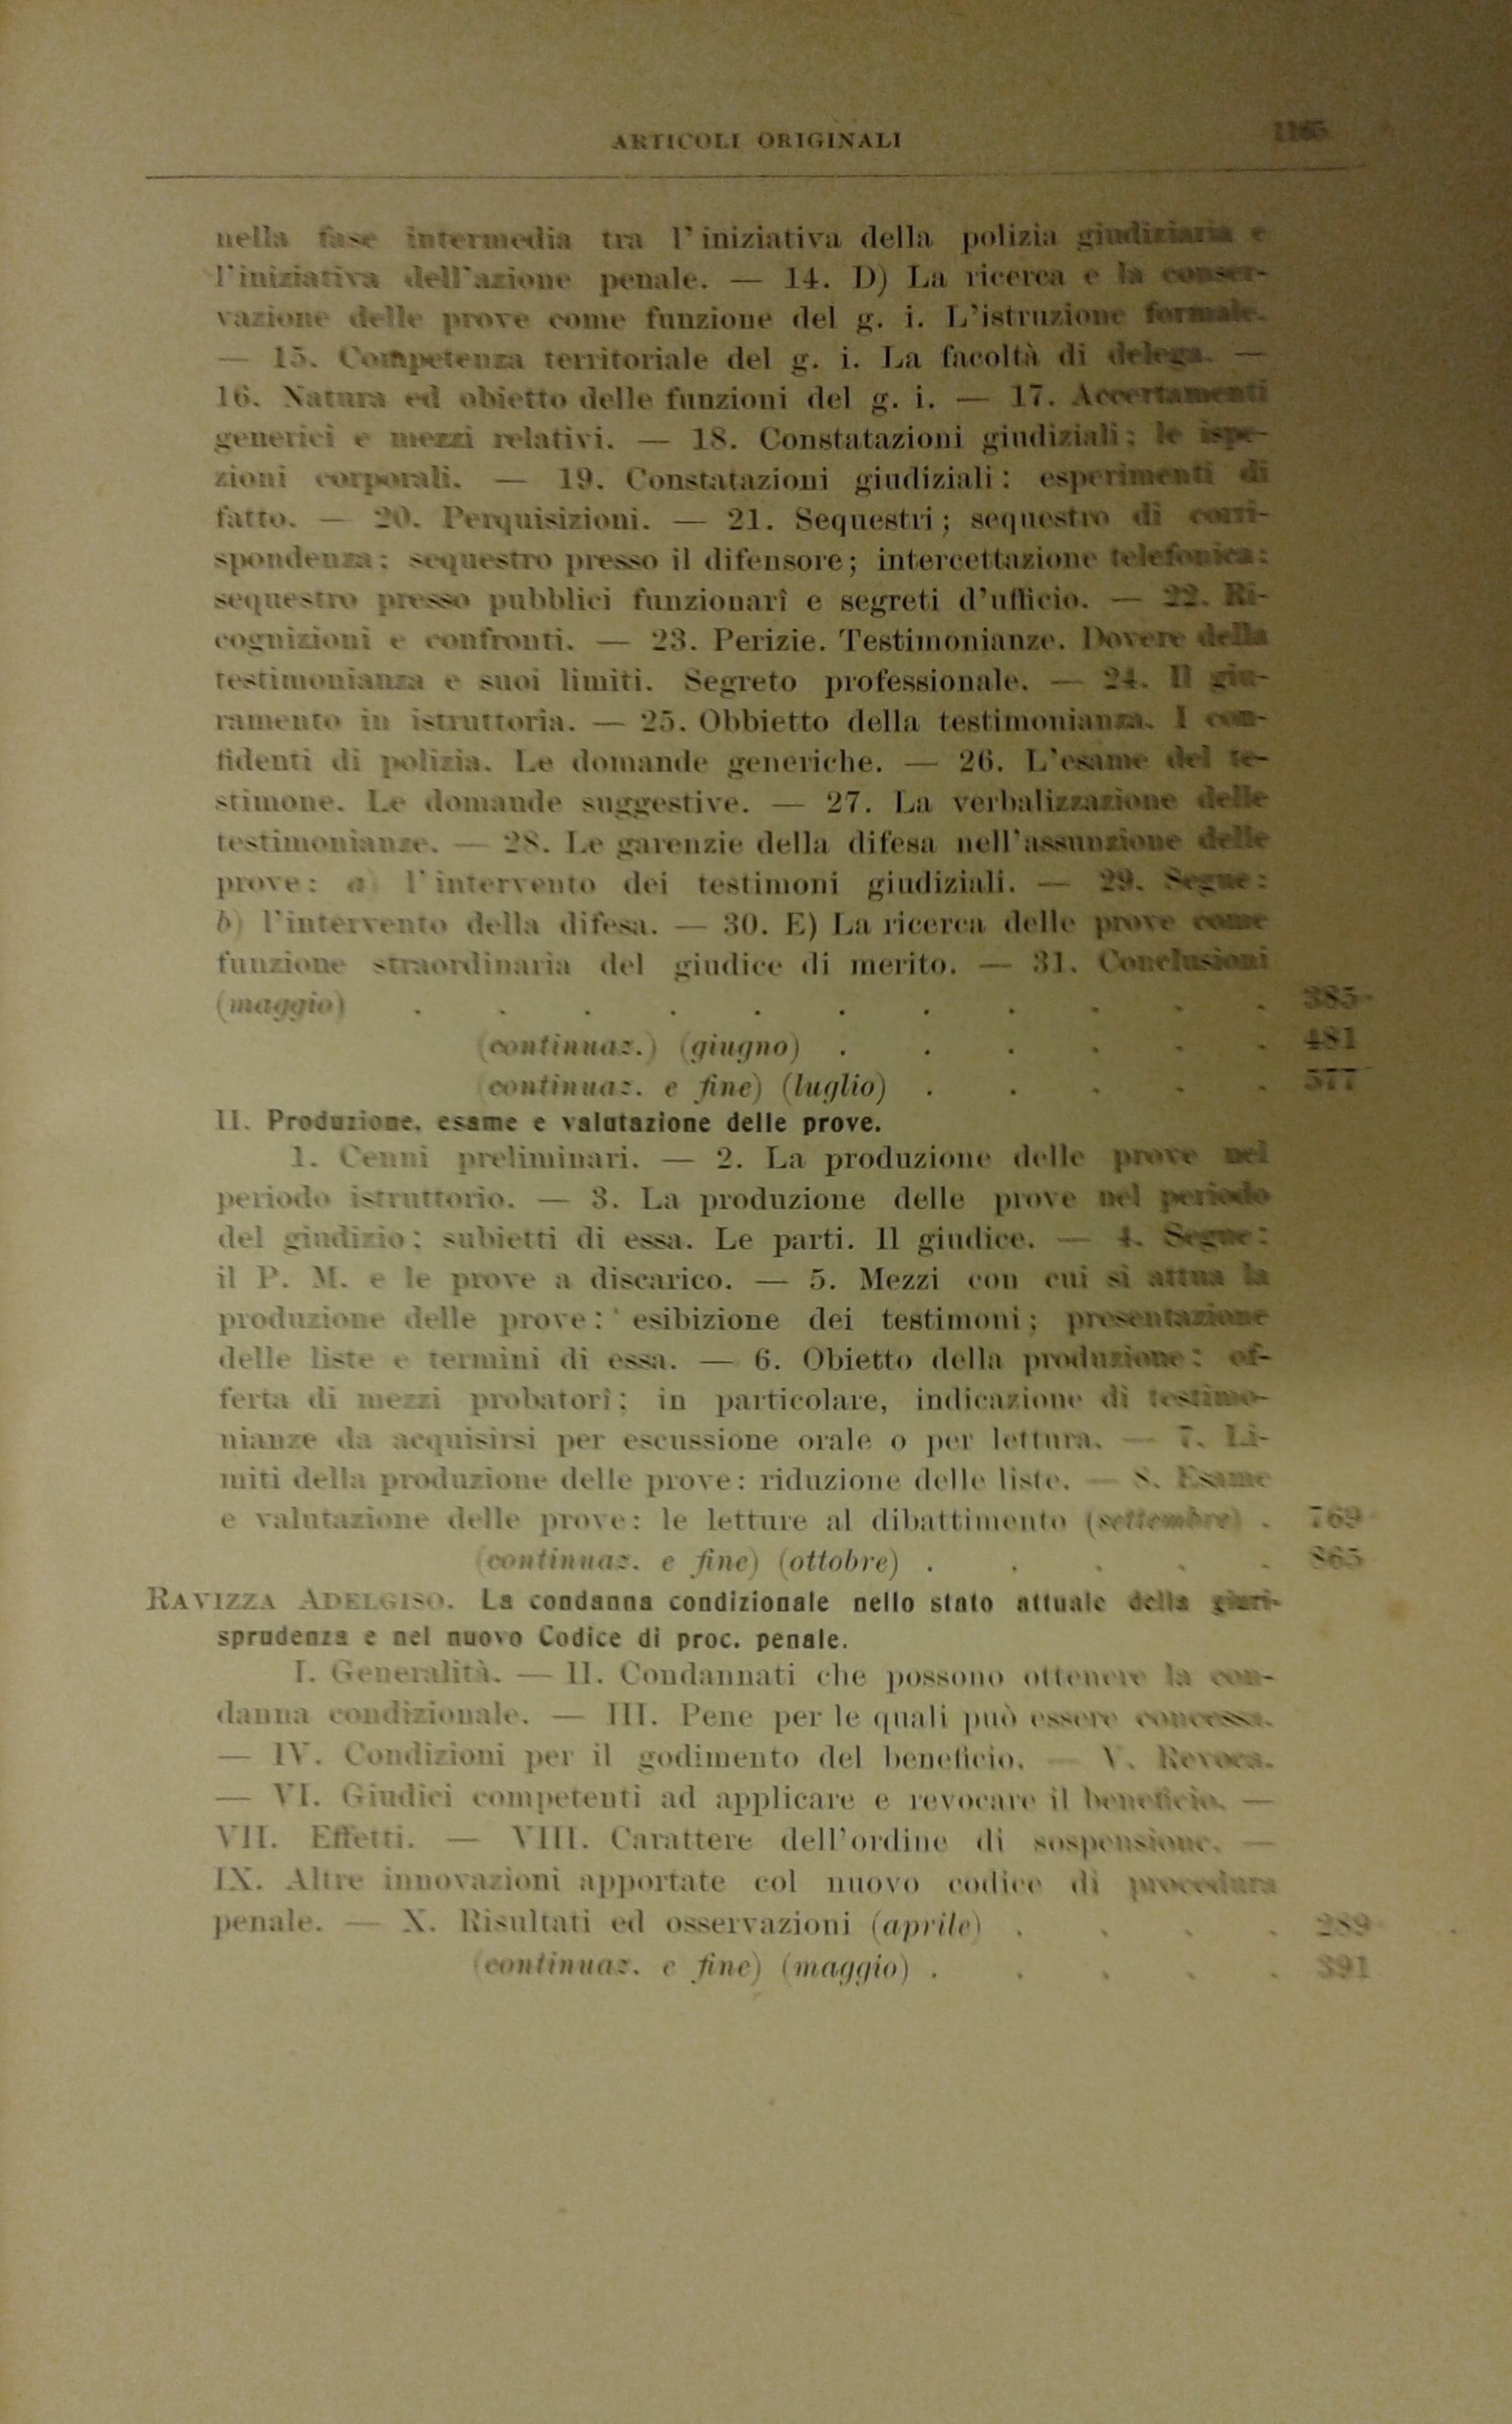 ARTICOLI ORIGINALI 1165
nella fase intermedia tra l'iniziativa della polizia giudiziaria e
l'iniziativa dell'azione penale. — 14. D) La ricerca e la conser-
vazione delle prove come funzione del g. i. L'istruzione formale.
— 15. Competenza territoriale del g. i. La facoltà di delega. —
16. Natura ed obietto delle funzioni del g. i. — 17. Accertamenti
generici e mezzi relativi. — 18. Constatazioni giudiziali: le ispe-
zioni corporali. — 19. Constatazioni giudiziali: esperimenti di
fatto. — 20. Perquisizioni. — 21. Sequestri; sequestro di corri-
spondenza; sequestro presso il difensore; intercettazione telefonica:
sequestro presso pubblici funzionarî e segreti d'ufficio. — 22. Ri-
cognizioni e confronti. — 23. Perizie. Testimonianze. Dovere della
testimonianza e suoi limiti. Segreto professionale. — 24. Il giu-
ramento in istruttoria. — 25. Obbietto della testimonianza. I con-
fidenti di polizia. Le domande generiche. — 26. L'esame del te-
stimone. Le domande suggestive. — 27. La verbalizzazione delle
testimonianze. — 28. Le garenzie della difesa nell'assunzione delle
prove: a) l'intervento dei testimoni giudiziali. — 29. Segue:
b) l'intervento della difesa. — 30. E) La ricerca delle prove come
funzione straordinaria del giudice di merito. — 31. Conclusioni
(maggio) . . . . . . . . . . . 385
(continuaz.) (giugno) . . . . . . 481
(continuaz. e fine) (luglio) . . . . . 577
II. Produzione, esame e valutazione delle prove.
1. Cenni preliminari. — 2. La produzione delle prove nel
periodo istruttorio. — 3. La produzione delle prove nel periodo
del giudizio: subietti di essa. Le parti. Il giudice. — 4. Segue:
il P. M. e le prove a discarico. — 5. Mezzi con cui si attua la
produzione delle prove: esibizione dei testimoni; presentazione
delle liste e termini di essa. — 6. Obietto della produzione: of-
ferta di mezzi probatorî; in particolare, indicazione di testimo-
nianze da acquisirsi per escussione orale o per lettura. — 7. Li-
miti della produzione delle prove: riduzione delle liste. — 8. Esame
e valutazione delle prove: le letture al dibattimento (settembre) . 769
(continuaz. e fine) (ottobre) . . . . . 865
RAVIZZA ADELGISO. La condanna condizionale nello stato attuale della giuri-
sprudenza e nel nuovo Codice di proc. penale.
I. Generalità. — II. Condannati che possono ottenere la con-
danna condizionale. — III. Pene per le quali può essere concessa.
— IV. Condizioni per il godimento del beneficio. — V. Revoca.
— VI. Giudici competenti ad applicare e revocare il beneficio. —
VII. Effetti. — VIII. Carattere dell'ordine di sospensione. —
IX. Altre innovazioni apportate col nuovo codice di procedura
penale. — X. Risultati ed osservazioni (aprile) . . . . 289
(continuaz. e fine) (maggio) . . . . . 391